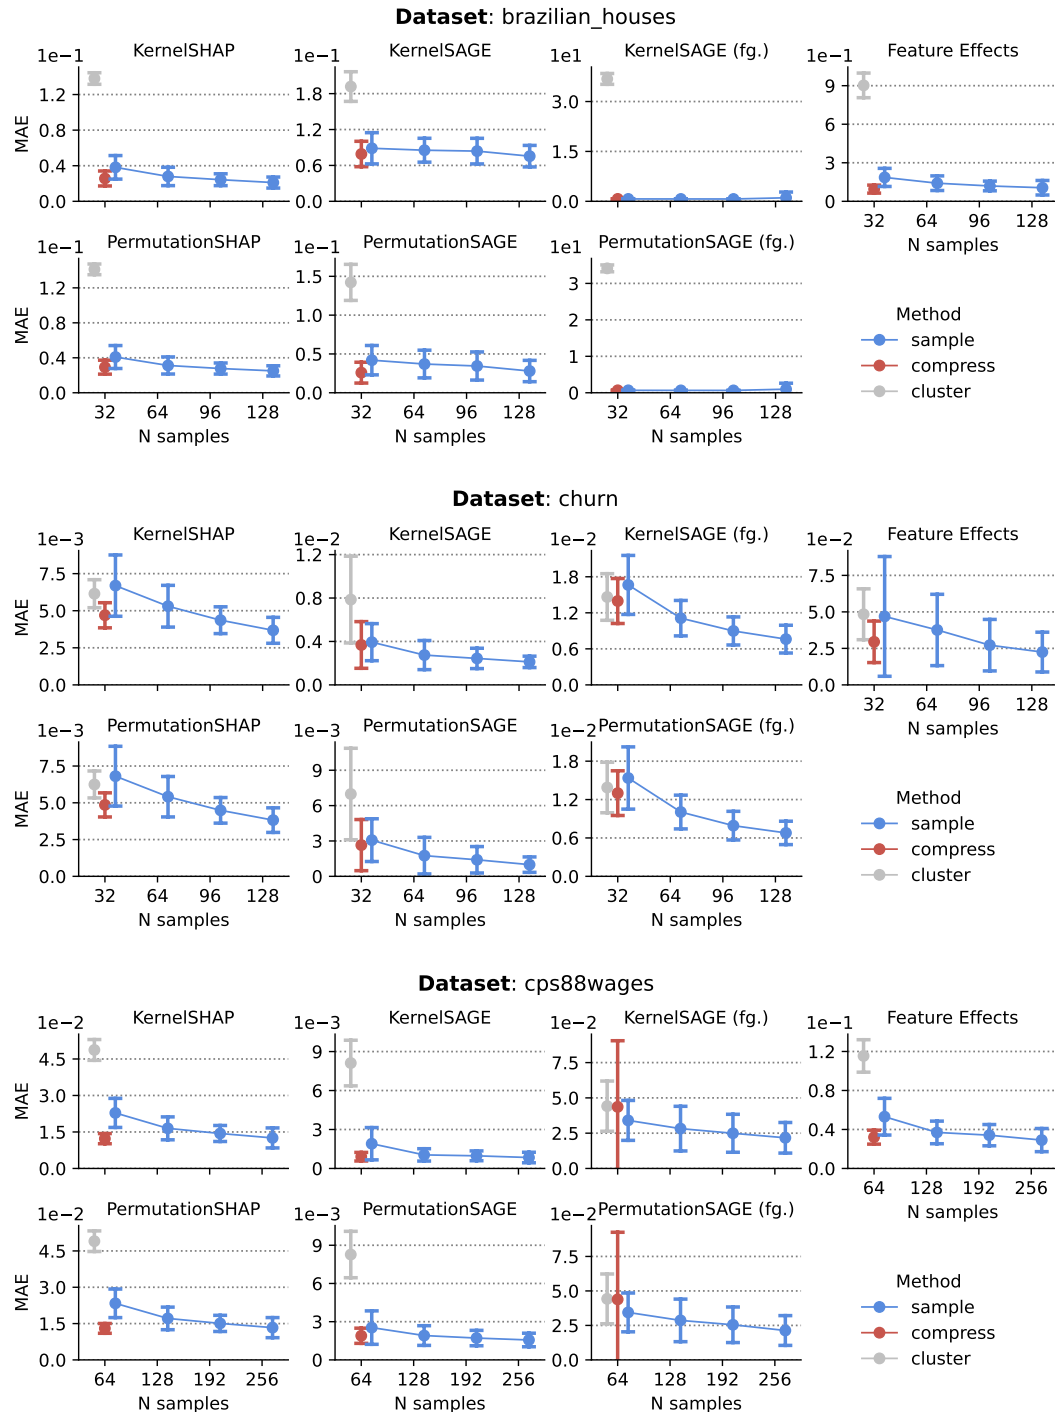 Dataset: brazilian_houses
KernelSHAP
KernelSAGE
KernelSAGE (fg.)
Feature Effects
1e−1
1e−1
1e1
1e−1
MAE
1.2
0.8
0.4
0.0
1.8
1.2
0.6
0.0
3.0
1.5
0.0
9
6
3
0
32 64 96 128
N samples
PermutationSHAP
PermutationSAGE
PermutationSAGE (fg.)
1e−1
1e−1
1e1
MAE
1.2
0.8
0.4
0.0
1.5
1.0
0.5
0.0
3
2
1
0
32 64 96 128
N samples
32 64 96 128
N samples
32 64 96 128
N samples
Method
sample
compress
cluster
Dataset: churn
KernelSHAP
KernelSAGE
KernelSAGE (fg.)
Feature Effects
1e−3
1e−2
1e−2
1e−2
MAE
7.5
5.0
2.5
0.0
1.2
0.8
0.4
0.0
1.8
1.2
0.6
0.0
7.5
5.0
2.5
0.0
32 64 96 128
N samples
PermutationSHAP
PermutationSAGE
PermutationSAGE (fg.)
1e−3
1e−3
1e−2
MAE
7.5
5.0
2.5
0.0
9
6
3
0
1.8
1.2
0.6
0.0
32 64 96 128
N samples
32 64 96 128
N samples
32 64 96 128
N samples
Method
sample
compress
cluster
Dataset: cps88wages
KernelSHAP
KernelSAGE
KernelSAGE (fg.)
Feature Effects
1e−2
1e−3
1e−2
1e−1
MAE
4.5
3.0
1.5
0.0
9
6
3
0
7.5
5.0
2.5
0.0
1.2
0.8
0.4
0.0
64 128 192 256
N samples
PermutationSHAP
PermutationSAGE
PermutationSAGE (fg.)
1e−2
1e−3
1e−2
MAE
4.5
3.0
1.5
0.0
9
6
3
0
7.5
5.0
2.5
0.0
64 128 192 256
N samples
64 128 192 256
N samples
64 128 192 256
N samples
Method
sample
compress
cluster